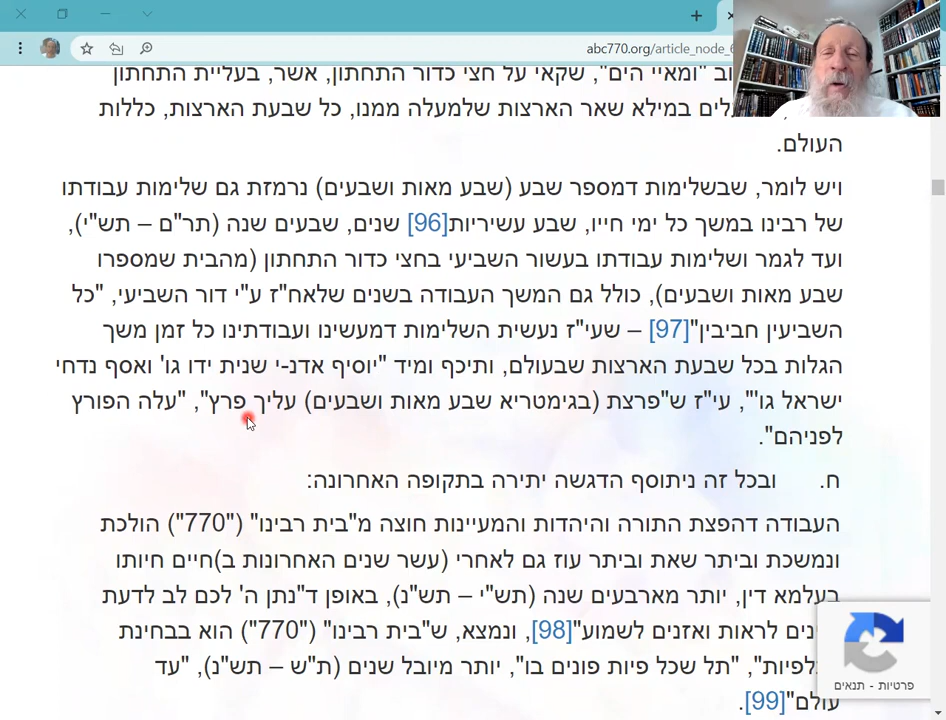 abc770.org/article_node_6
"ומאיי הים", שקאי על חצי כדור התחתון, אשר, בעליית התחתון
במילא שאר הארצות שלמעלה ממנו, כל שבעת הארצות, כללות
העולם.
ויש לומר, שבשלימות דמספר שבע (שבע מאות ושבעים) נרמזת גם שלימות עבודתו
של רבינו במשך כל ימי חייו, שבע עשיריות[96] שנים, שבעים שנה (תר"ם – תש"י),
ועד לגמר ושלימות עבודתו בעשור השביעי בחצי כדור התחתון (מהבית שמספרו
שבע מאות ושבעים), כולל גם המשך העבודה בשנים שלאח"ז ע"י דור השביעי, "כל
השביעין חביבין"[97] – שעי"ז נעשית השלימות דמעשינו ועבודתינו כל זמן משך
הגלות בכל שבעת הארצות שבעולם, ותיכף ומיד "יוסיף אדנ-י שנית ידו גו' ואסף נדחי
ישראל גו'", עי"ז ש"פרצת (בגימטריא שבע מאות ושבעים) עליך פרץ", "עלה הפורץ
לפניהם".
ח. ובכל זה ניתוסף הדגשה יתירה בתקופה האחרונה:
העבודה דהפצת התורה והיהדות והמעיינות חוצה מ"בית רבינו" ("770") הולכת
ונמשכת וביתר שאת וביתר עוז גם לאחרי (עשר שנים האחרונות ב)חיים חיותו
בעלמא דין, יותר מארבעים שנה (תש"י – תש"נ), באופן ד"נתן ה' לכם לב לדעת
לראות ואזנים לשמוע"[98], ונמצא, ש"בית רבינו" ("770") הוא בבחינת
"תל שכל פיות פונים בו", יותר מיובל שנים (ת"ש – תש"נ), "עד
עולם"[99].
פרטיות - תנאים